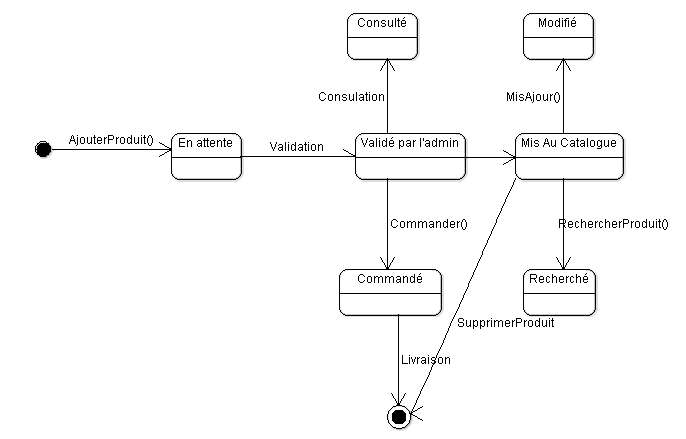 Consulté
Modifié
Consulation
MisAjour()
AjouterProduit()
En attente
Validation
Validé par l'admin
Mis Au Catalogue
Commander()
RechercherProduit()
Commandé
Recherché
SupprimerProduit
Livraison